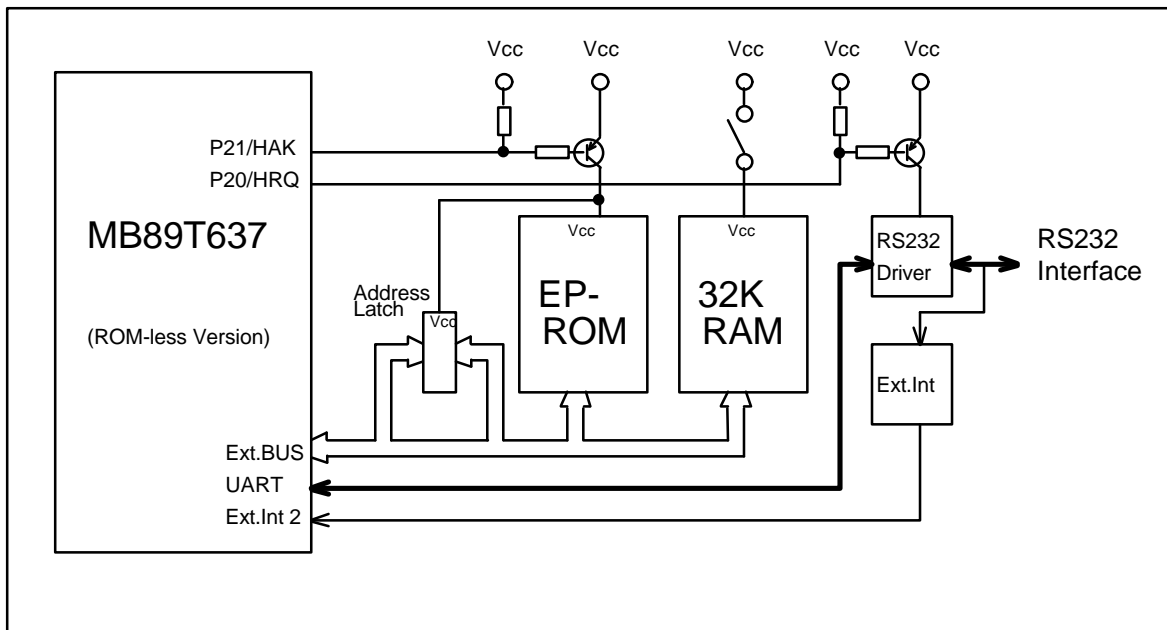 Vcc Vcc Vcc Vcc Vcc
P21/HAK
P20/HRQ
MB89T637
(ROM-less Version)
Ext.BUS
UART
Ext.Int 2
Address
Latch
Vcc
Vcc
EP-
ROM
Vcc
32K
RAM
RS232
Driver
RS232
Interface
Ext.Int